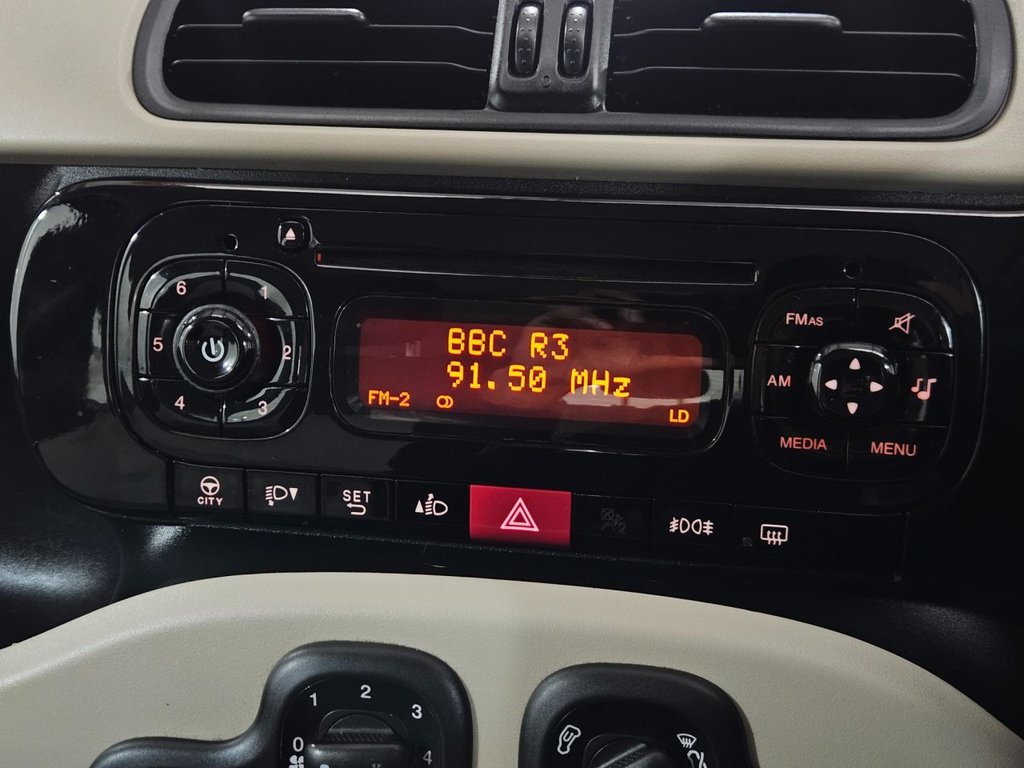 6 1
5 2
4 3
BBC R3
91.50 MHz
FM-2 LD
FMAS
AM
MEDIA MENU
CITY
SET
1 2 3
0 4